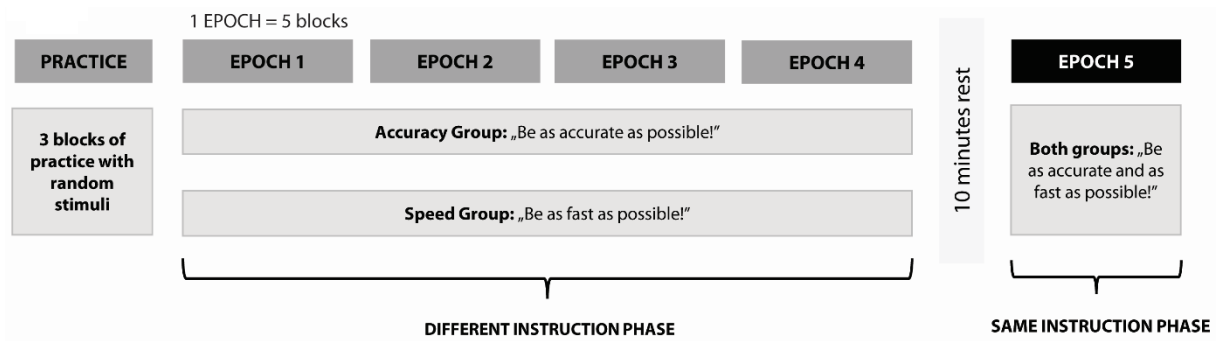 1 EPOCH = 5 blocks
PRACTICE
EPOCH 1
EPOCH 2
EPOCH 3
EPOCH 4
EPOCH 5
3 blocks of
practice with
random
stimuli
Accuracy Group: „Be as accurate as possible!”
Speed Group: „Be as fast as possible!”
10 minutes rest
Both groups: „Be
as accurate and as
fast as possible!”
DIFFERENT INSTRUCTION PHASE
SAME INSTRUCTION PHASE